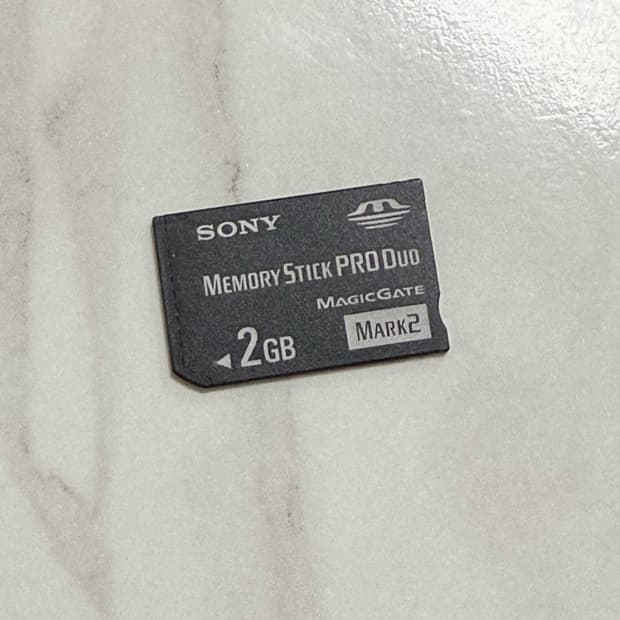 SONY
MEMORY STICK PRO DUO
MAGICGATE
MARK2
◄2GB